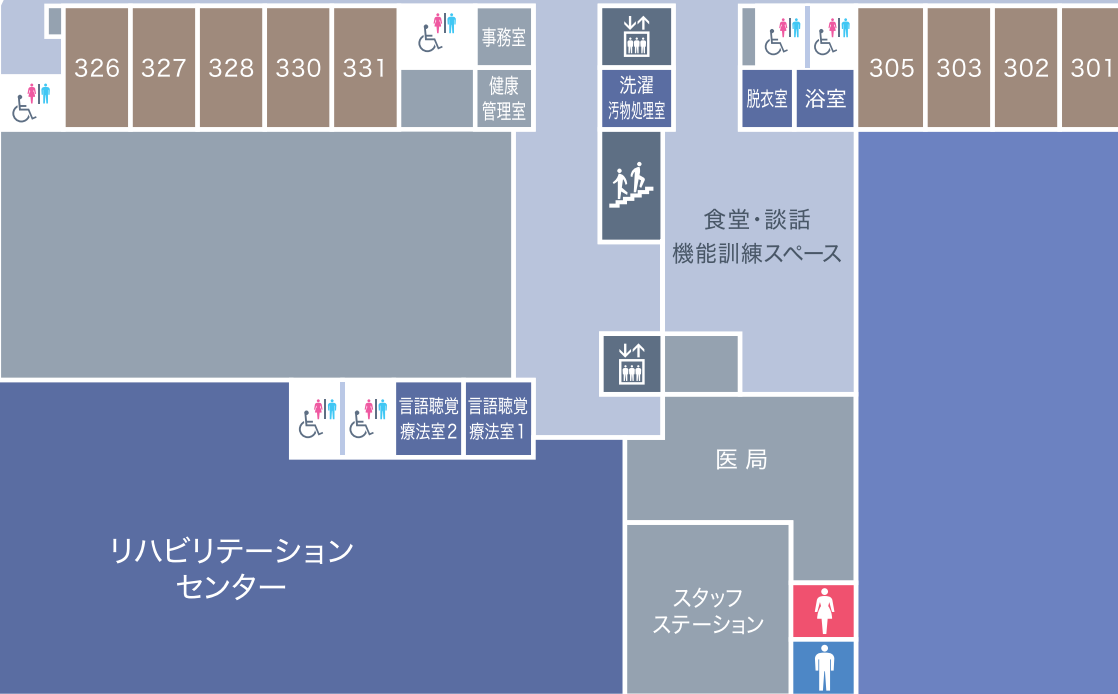 326
327
328
330
331
事務室
健康
管理室
洗濯
汚物処理室
脱衣室
浴室
305
303
302
301
食堂・談話
機能訓練スペース
言語聴覚
療法室2
言語聴覚
療法室1
医局
リハビリテーション
センター
スタッフ
ステーション